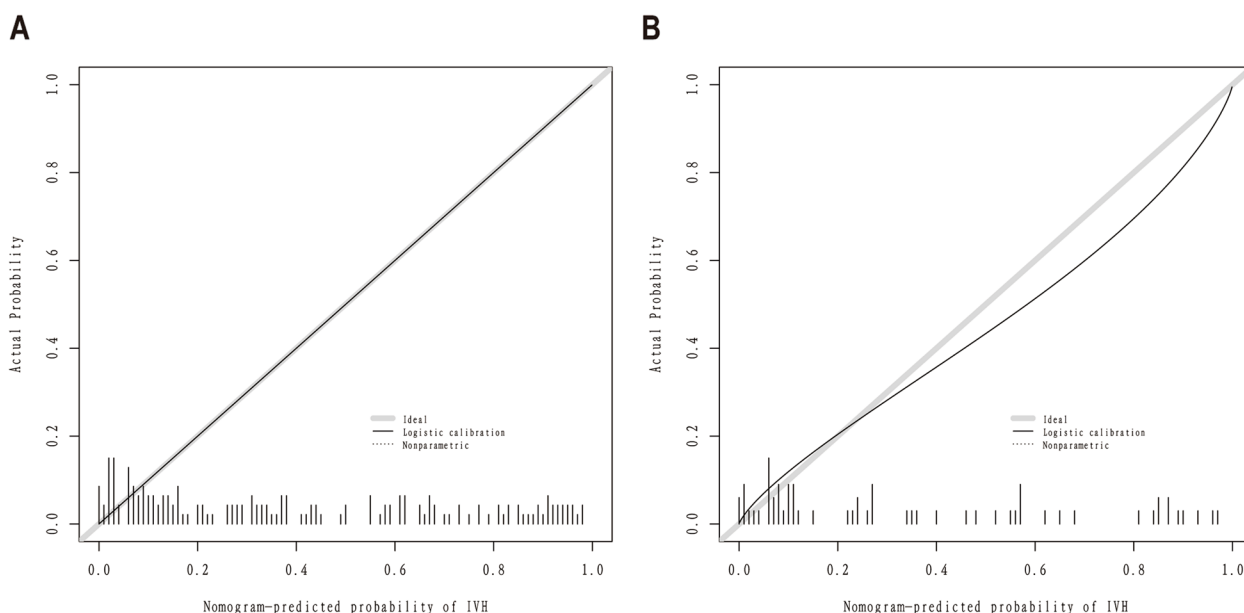 A
1.0
0.8
0.6
0.4
0.2
0.0
Actual Probability
Ideal
Logistic calibration
Nonparametric
0.0 0.2 0.4 0.6 0.8 1.0
Nomogram-predicted probability of IVH
B
1.0
0.8
0.6
0.4
0.2
0.0
Actual Probability
Ideal
Logistic calibration
Nonparametric
0.0 0.2 0.4 0.6 0.8 1.0
Nomogram-predicted probability of IVH